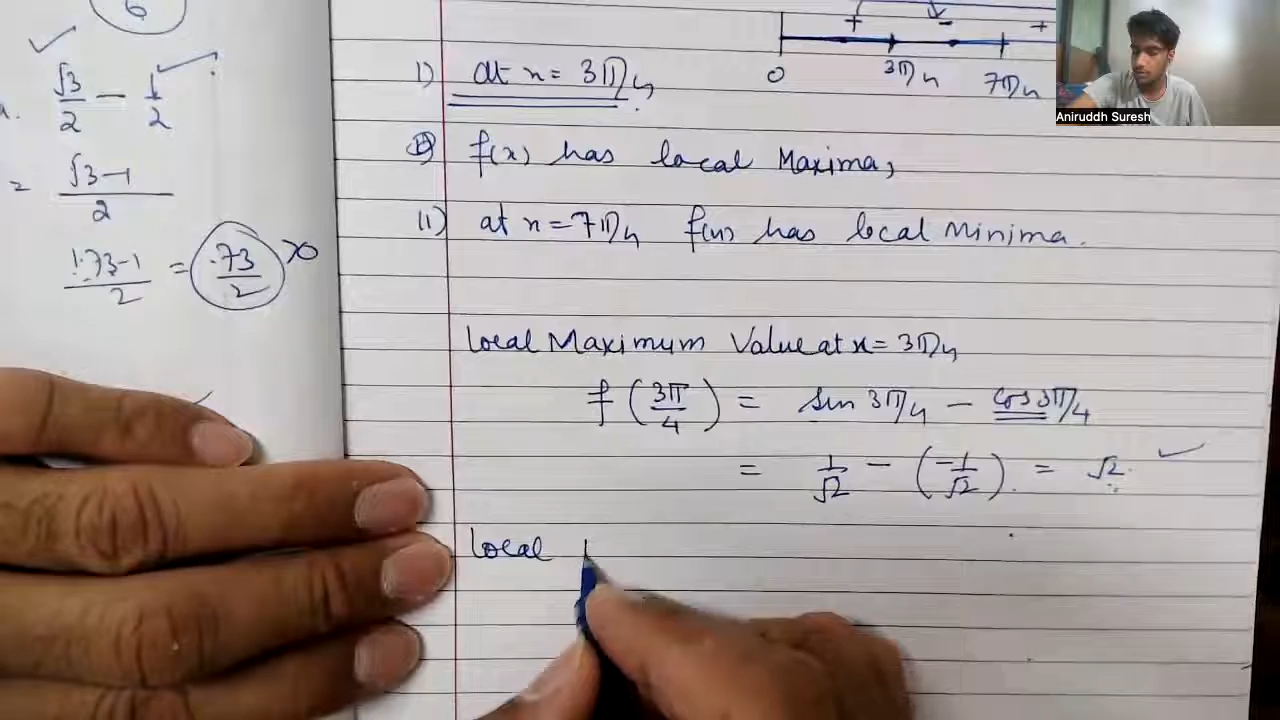 6
√3/2 - 1/2
= √3-1/2
1.73-1/2 = .73/2 >0
+ - +
0 3π/4 7π/4
Aniruddh Suresh
I) at x = 3π/4
f(x) has local Maxima,
II) at x = 7π/4 f(x) has local Minima.
local Maximum Value at x = 3π/4
f(3π/4) = sin 3π/4 - cos 3π/4
= 1/√2 - (-1/√2) = √2
local